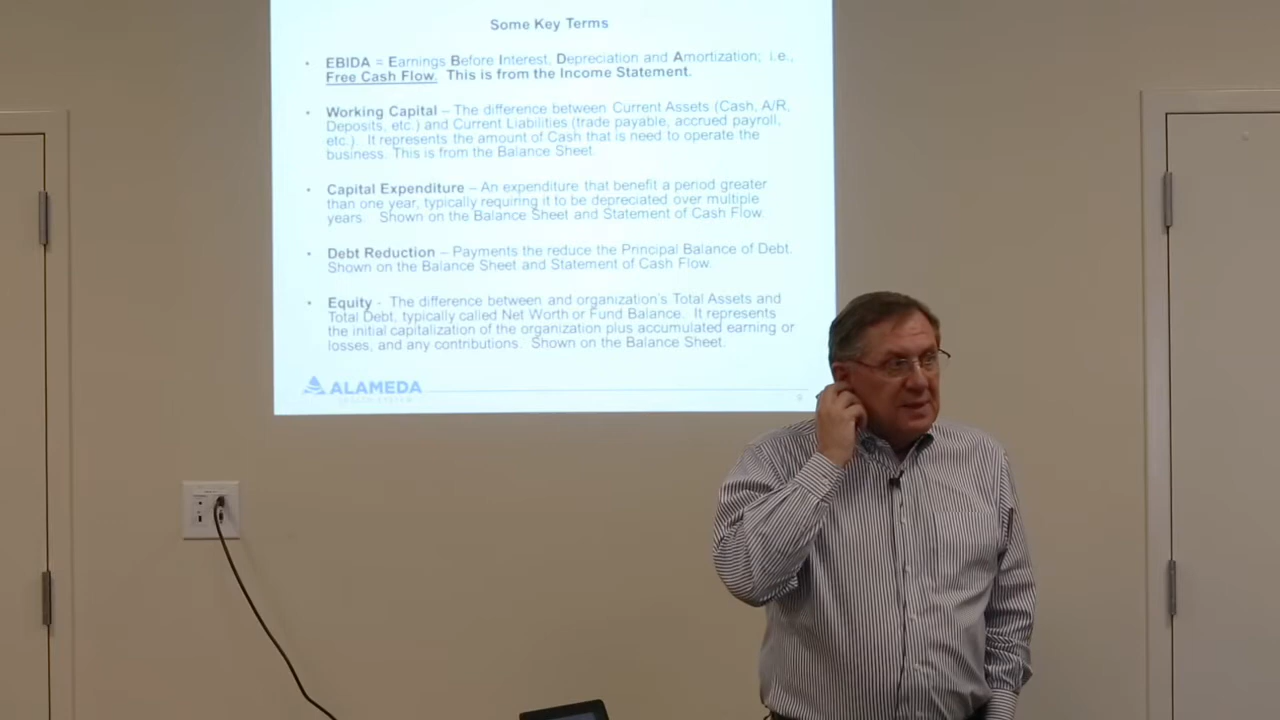 Some Key Terms
• EBIDA = Earnings Before Interest, Depreciation and Amortization; i.e.,
Free Cash Flow. This is from the Income Statement.
• Working Capital – The difference between Current Assets (Cash, A/R,
Deposits, etc.) and Current Liabilities (trade payable, accrued payroll,
etc.). It represents the amount of Cash that is need to operate the
business. This is from the Balance Sheet.
• Capital Expenditure – An expenditure that benefit a period greater
than one year, typically requiring it to be depreciated over multiple
years. Shown on the Balance Sheet and Statement of Cash Flow.
• Debt Reduction – Payments the reduce the Principal Balance of Debt.
Shown on the Balance Sheet and Statement of Cash Flow.
• Equity - The difference between and organization's Total Assets and
Total Debt, typically called Net Worth or Fund Balance. It represents
the initial capitalization of the organization plus accumulated earning or
losses, and any contributions. Shown on the Balance Sheet.
ALAMEDA
HEALTH SYSTEM